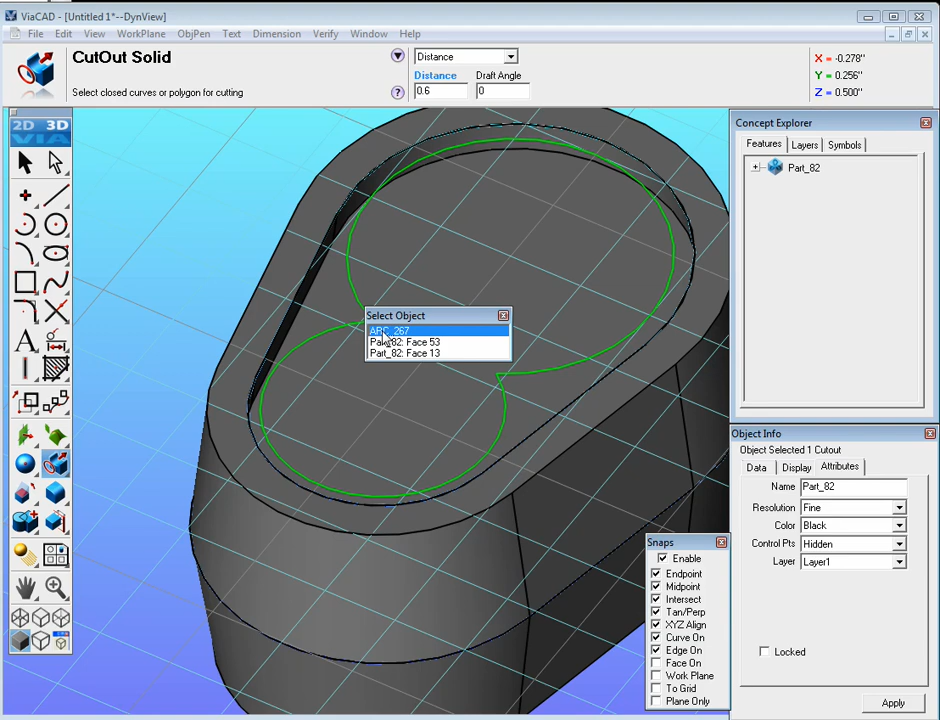 ViaCAD - [Untitled 1*--DynView]
File Edit View WorkPlane ObjPen Text Dimension Verify Window Help
CutOut Solid
Select closed curves or polygon for cutting
Distance
Distance Draft Angle
0.6 0
X = -0.278"
Y = 0.256"
Z = 0.500"
2D 3D
VIA
A
Select Object
ARC_267
Part_82: Face 53
Part_82: Face 13
Concept Explorer
Features Layers Symbols
Part_82
Object Info
Object Selected 1 Cutout
Data Display Attributes
Name Part_82
Resolution Fine
Color Black
Control Pts Hidden
Layer Layer1
Locked
Apply
Snaps
Enable
Endpoint
Midpoint
Intersect
Tan/Perp
XYZ Align
Curve On
Edge On
Face On
Work Plane
To Grid
Plane Only